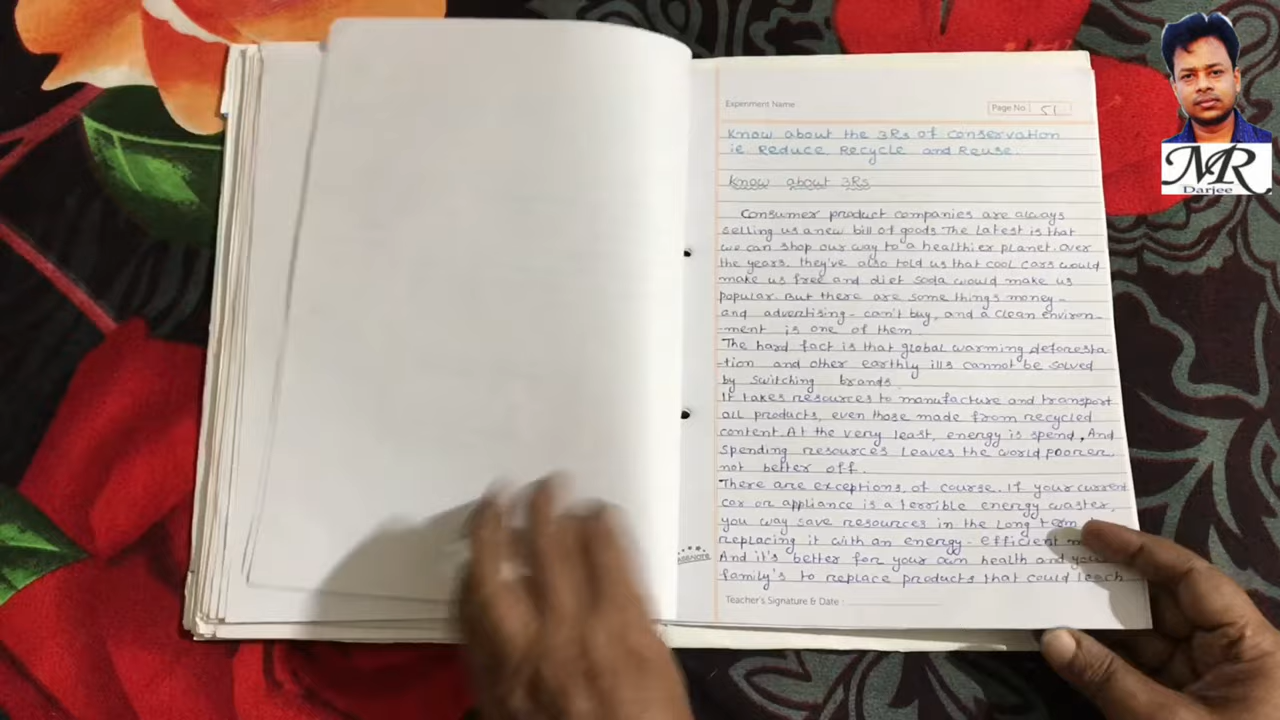 Experiment Name
Page No. 51
Know about the 3Rs of conservation
ie. Reduce, Recycle and Reuse.
Know about 3Rs
Consumer product companies are always
selling us a new bill of goods. The latest is that
we can shop our way to a healthier planet. Over
the years, they've also told us that cool cars would
make us free and diet soda would make us
popular. But there are some things money-
and advertising- can't buy, and a clean environ-
-ment is one of them.
The hard fact is that global warming, deforesta-
-tion and other earthly ills cannot be solved
by switching brands.
It takes resources to manufacture and transport
all products, even those made from recycled
content. At the very least, energy is spend, And
spending resources leaves the world poorer,
not better off.
There are exceptions, of course. If your current
car or appliance is a terrible energy waster,
you way save resources in the long term
replacing it with an energy- efficient
And it's better for your own health and
family's to replace products that could leach
Teacher's Signature & Date :
MR
Darjee